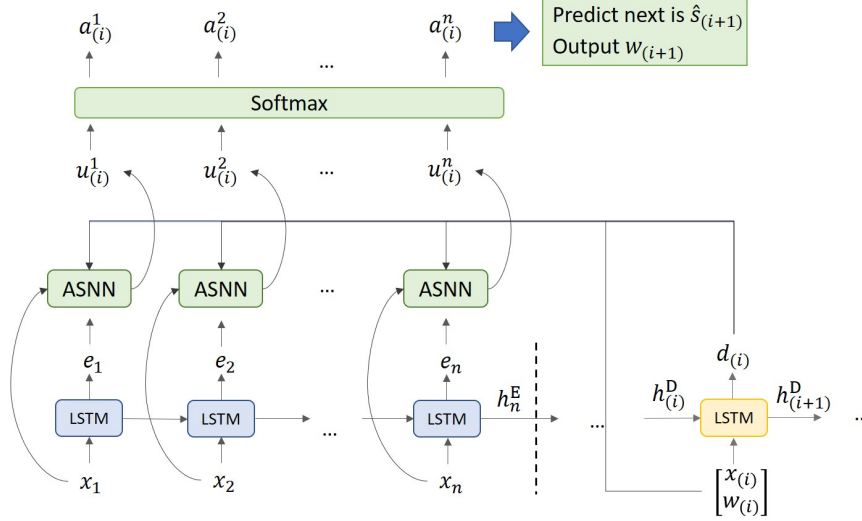 a^1_(i) a^2_(i) ... a^n_(i)
Predict next is ŝ_(i+1)
Output w_(i+1)
Softmax
u^1_(i) u^2_(i) ... u^n_(i)
ASNN ASNN ... ASNN
e_1 e_2 e_n d_(i)
LSTM LSTM ... LSTM h^E_n ... h^D_(i) LSTM h^D_(i+1) ..
x_1 x_2 x_n [x_(i)
w_(i)]